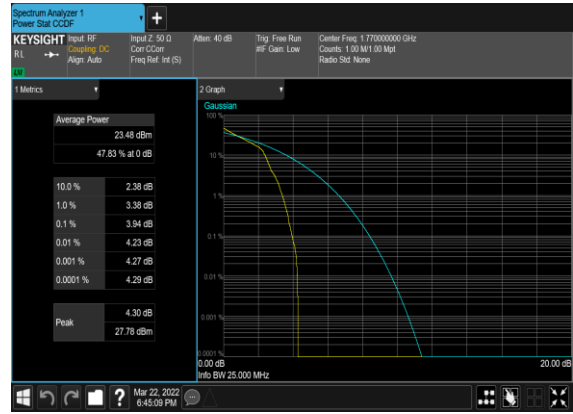 Spectrum Analyzer 1
Power Stat CCDF
+
KEYSIGHT
R L
LXI
Input: RF
Coupling: DC
Align: Auto
Input Z: 50 Ω
Corr CCorr
Freq Ref: Int (S)
Atten: 40 dB
Trig: Free Run
#IF Gain: Low
Center Freq: 1.770000000 GHz
Counts: 1.00 M/1.00 Mpt
Radio Std: None
1 Metrics
Average Power
23.48 dBm
47.83 % at 0 dB
10.0 % 2.38 dB
1.0 % 3.38 dB
0.1 % 3.94 dB
0.01 % 4.23 dB
0.001 % 4.27 dB
0.0001 % 4.29 dB
Peak 4.30 dB
27.78 dBm
2 Graph
Gaussian
100 %
10 %
1 %
0.1 %
0.01 %
0.001 %
0.0001 %
0.00 dB 20.00 dB
Info BW 25.000 MHz
?
Mar 22, 2022
6:45:09 PM